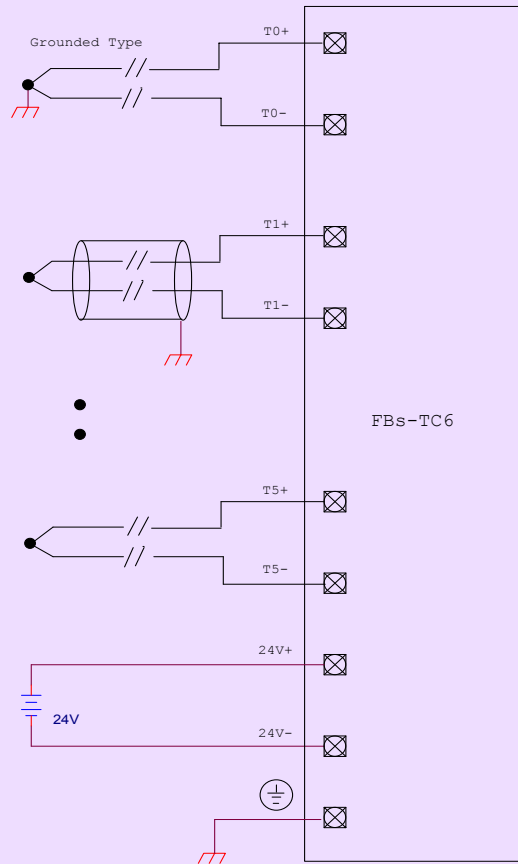 T0+
Grounded Type
T0-
T1+
T1-
FBs-TC6
T5+
T5-
24V+
24V
24V-